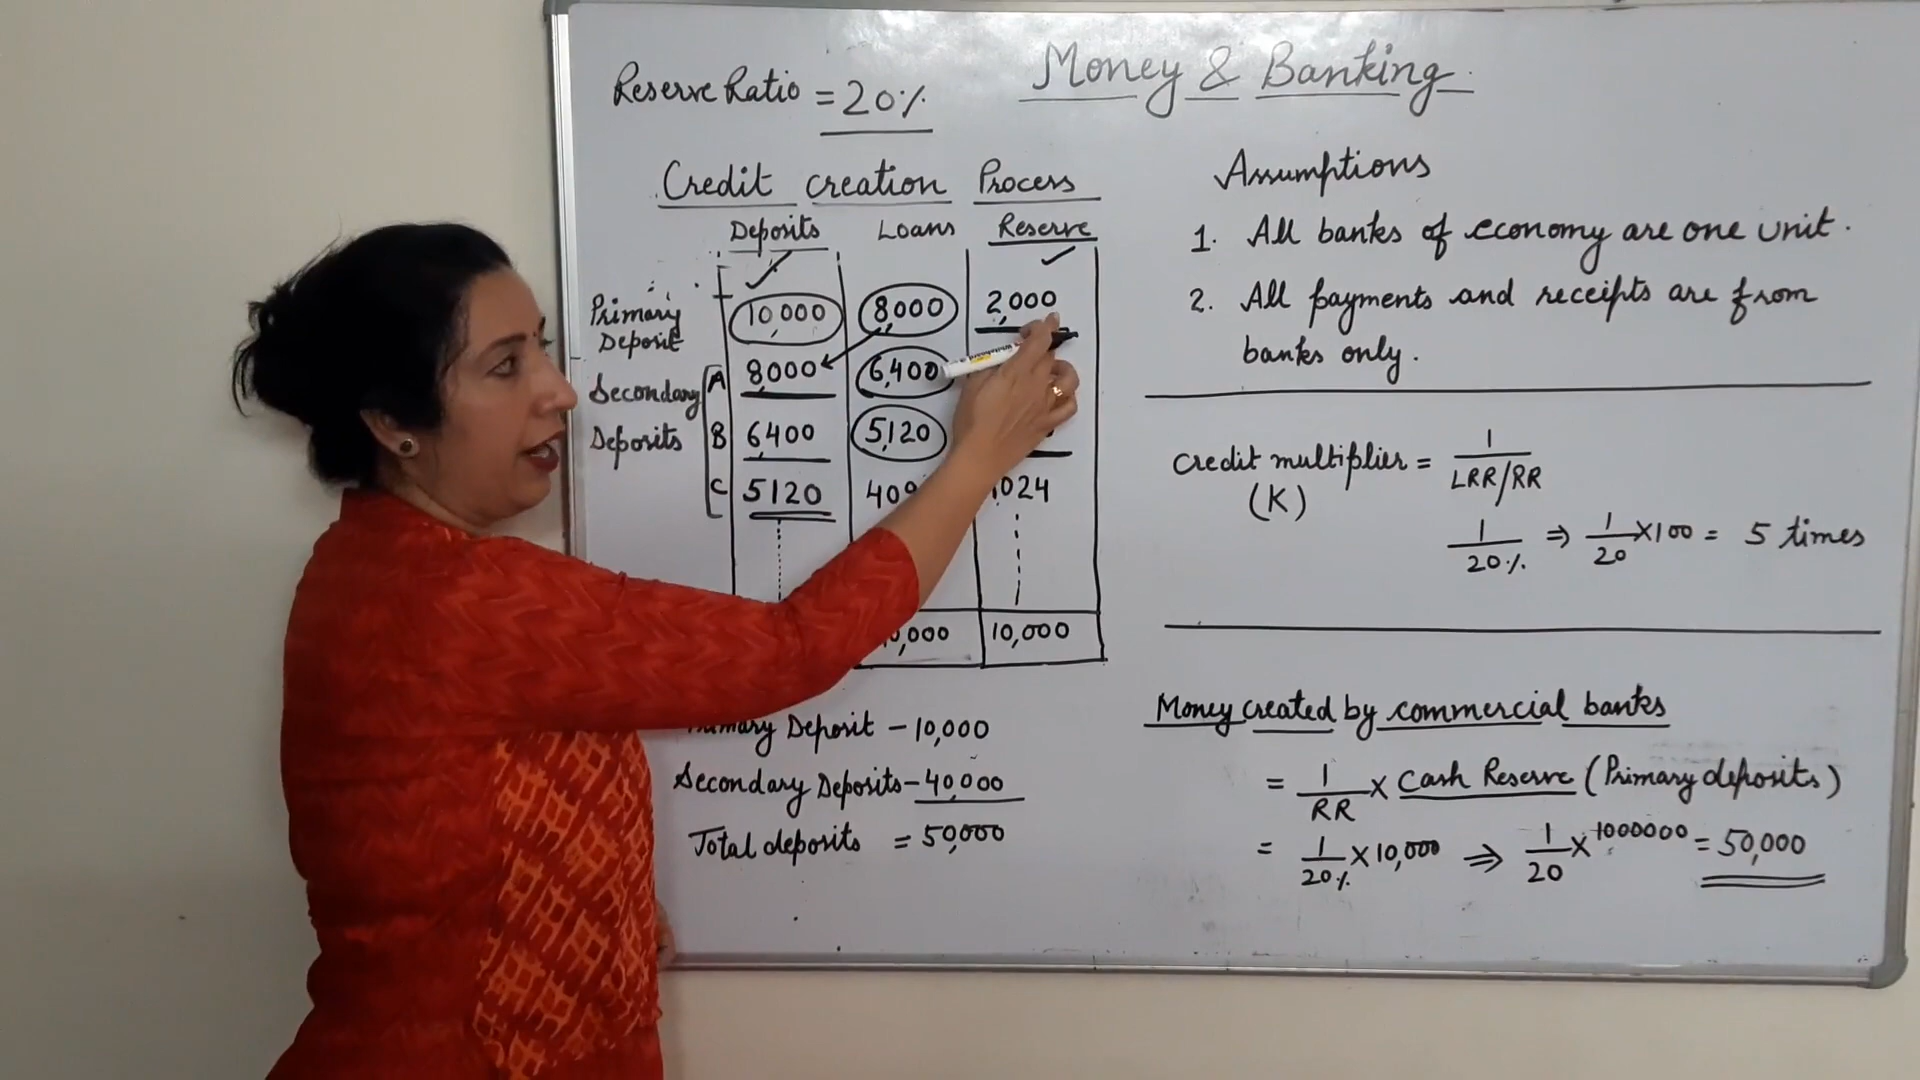 Money & Banking.
Reserve Ratio = 20%
Credit creation Process
Deposits Loans Reserve
Primary Deposit 10,000 8000 2,000
Secondary Deposits
A 8000 6,400
B 6400 5,120
C 5120
10,000
Primary Deposit - 10,000
Secondary Deposits - 40,000
Total deposits = 50,000
Assumptions
1. All banks of economy are one unit.
2. All payments and receipts are from
banks only.
Credit multiplier = 1/LRR/RR
(K)
1/20% ⇒ 1/20 × 100 = 5 times
Money created by commercial banks
= 1/RR × Cash Reserve (Primary deposits)
= 1/20% × 10,000 ⇒ 1/20 × 1000000 = 50,000